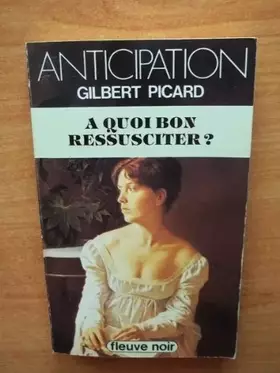 ANTICIPATION
GILBERT PICARD
A QUOI BON
RESSUSCITER ?
fleuve noir